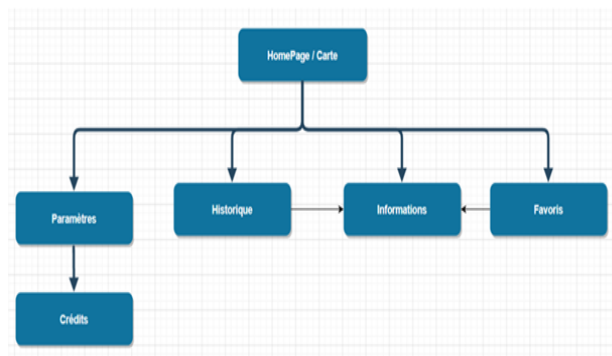 HomePage / Carte
Paramètres
Historique
Informations
Favoris
Crédits